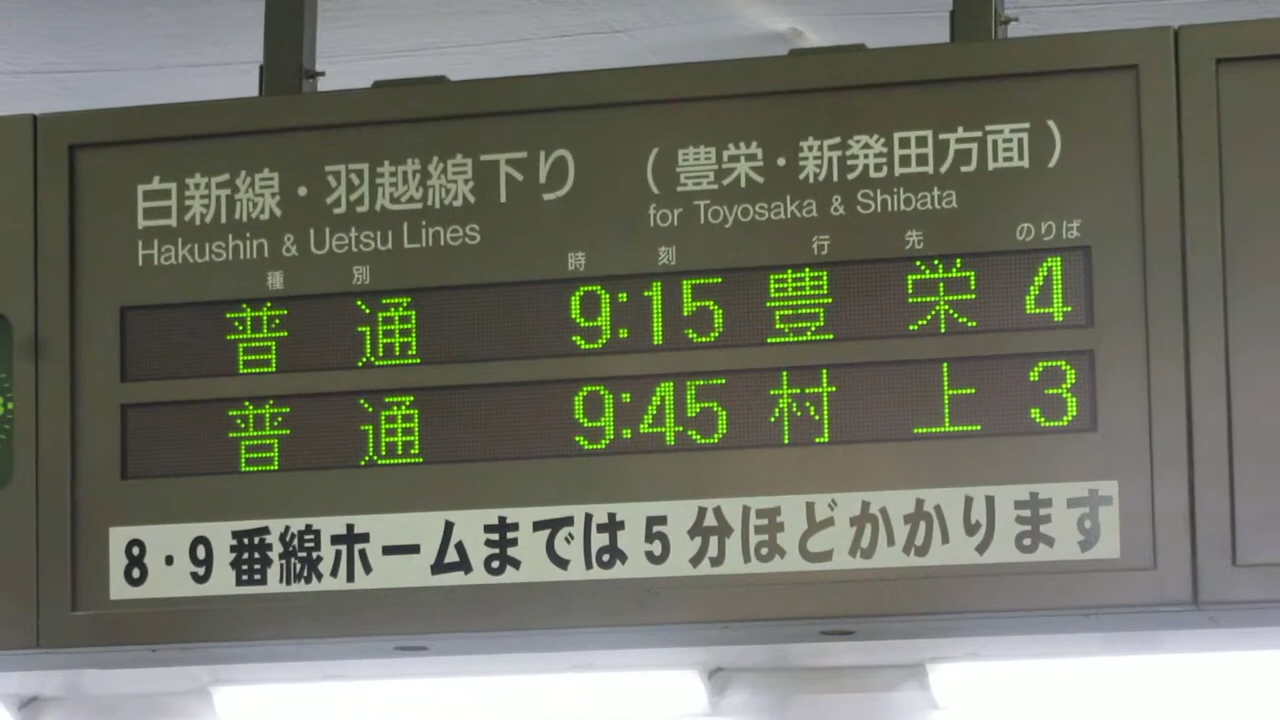 白新線・羽越線下り （豊栄・新発田方面）
Hakushin & Uetsu Lines for Toyosaka & Shibata
種別 時刻 行先 のりば
普通 9:15 豊栄 4
普通 9:45 村上 3
8・9番線ホームまでは5分ほどかかります